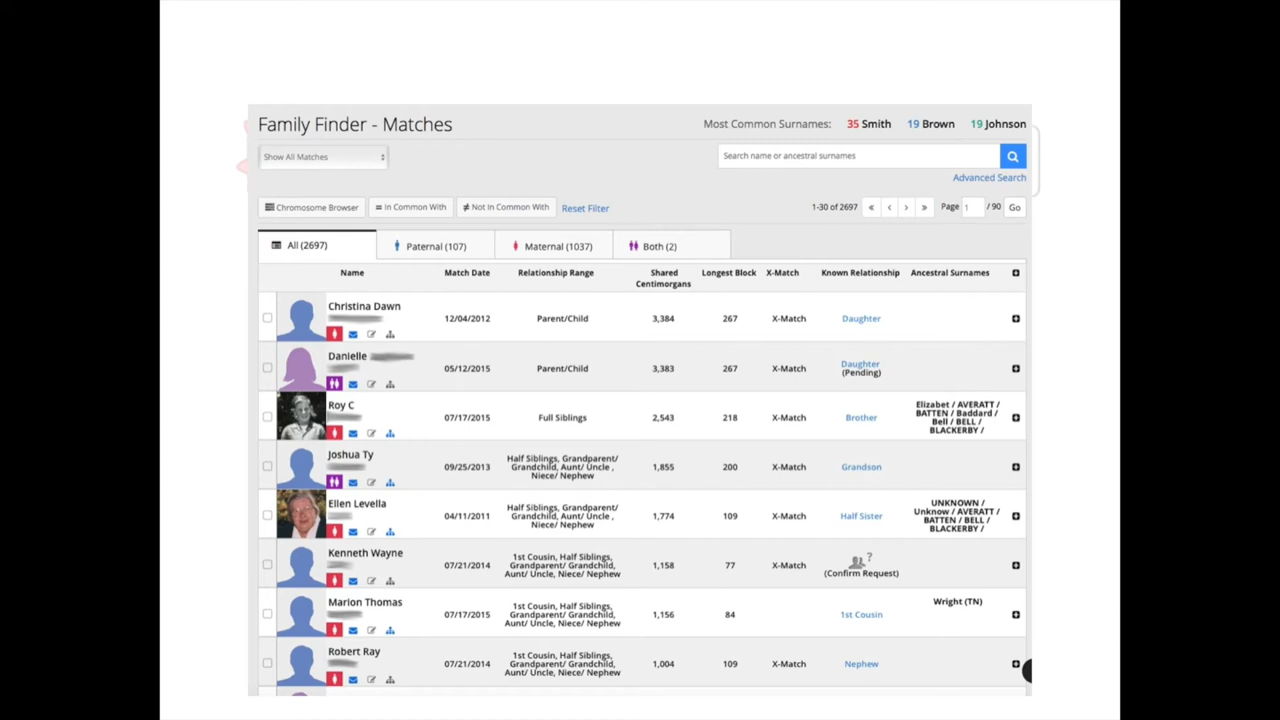 Family Finder - Matches
Most Common Surnames: 35 Smith 19 Brown 19 Johnson
Show All Matches
Search name or ancestral surnames
Advanced Search
Chromosome Browser
In Common With
Not In Common With
Reset Filter
1-30 of 2697 « ‹ › » Page 1 / 90 Go
All (2697)
Paternal (107)
Maternal (1037)
Both (2)
Name Match Date Relationship Range Shared Centimorgans Longest Block X-Match Known Relationship Ancestral Surnames
Christina Dawn
12/04/2012 Parent/Child 3,384 267 X-Match Daughter
Danielle
05/12/2015 Parent/Child 3,383 267 X-Match Daughter
(Pending)
Roy C
07/17/2015 Full Siblings 2,543 218 X-Match Brother
Elizabet / AVERATT /
BATTEN / Baddard /
Bell / BELL /
BLACKERBY /
Joshua Ty
09/25/2013
Half Siblings, Grandparent/
Grandchild, Aunt/ Uncle ,
Niece/ Nephew
1,855 200 X-Match Grandson
Ellen Levella
04/11/2011
Half Siblings, Grandparent/
Grandchild, Aunt/ Uncle ,
Niece/ Nephew
1,774 109 X-Match Half Sister
UNKNOWN /
Unknow / AVERATT /
BATTEN / BELL /
BLACKERBY /
Kenneth Wayne
07/21/2014
1st Cousin, Half Siblings,
Grandparent/ Grandchild,
Aunt/ Uncle, Niece/ Nephew
1,158 77 X-Match
?
(Confirm Request)
Marion Thomas
07/17/2015
1st Cousin, Half Siblings,
Grandparent/ Grandchild,
Aunt/ Uncle, Niece/ Nephew
1,156 84 1st Cousin
Wright (TN)
Robert Ray
07/21/2014
1st Cousin, Half Siblings,
Grandparent/ Grandchild,
Aunt/ Uncle, Niece/ Nephew
1,004 109 X-Match Nephew